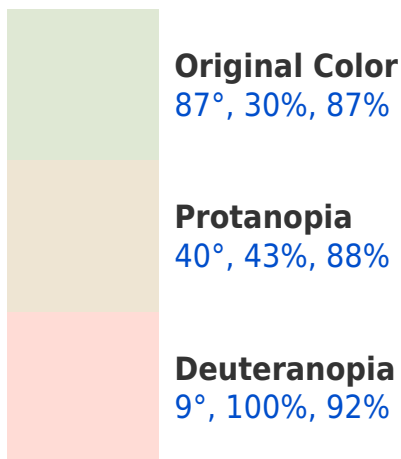 Original Color
87°, 30%, 87%
Protanopia
40°, 43%, 88%
Deuteranopia
9°, 100%, 92%